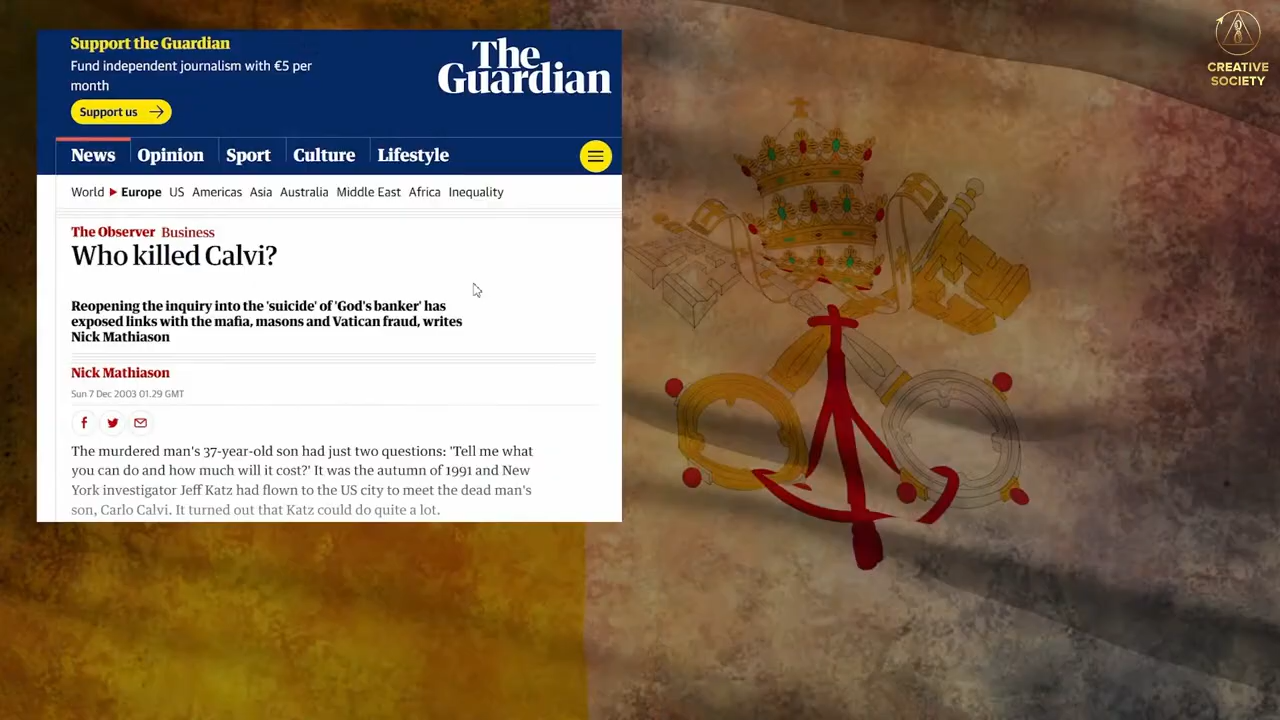 Support the Guardian
Fund independent journalism with €5 per
month
Support us
The
Guardian
News
Opinion
Sport
Culture
Lifestyle
World
Europe
US
Americas
Asia
Australia
Middle East
Africa
Inequality
The Observer Business
Who killed Calvi?
Reopening the inquiry into the 'suicide' of 'God's banker' has
exposed links with the mafia, masons and Vatican fraud, writes
Nick Mathiason
Nick Mathiason
Sun 7 Dec 2003 01.29 GMT
The murdered man's 37-year-old son had just two questions: 'Tell me what
you can do and how much will it cost?' It was the autumn of 1991 and New
York investigator Jeff Katz had flown to the US city to meet the dead man's
son, Carlo Calvi. It turned out that Katz could do quite a lot.
CREATIVE
SOCIETY